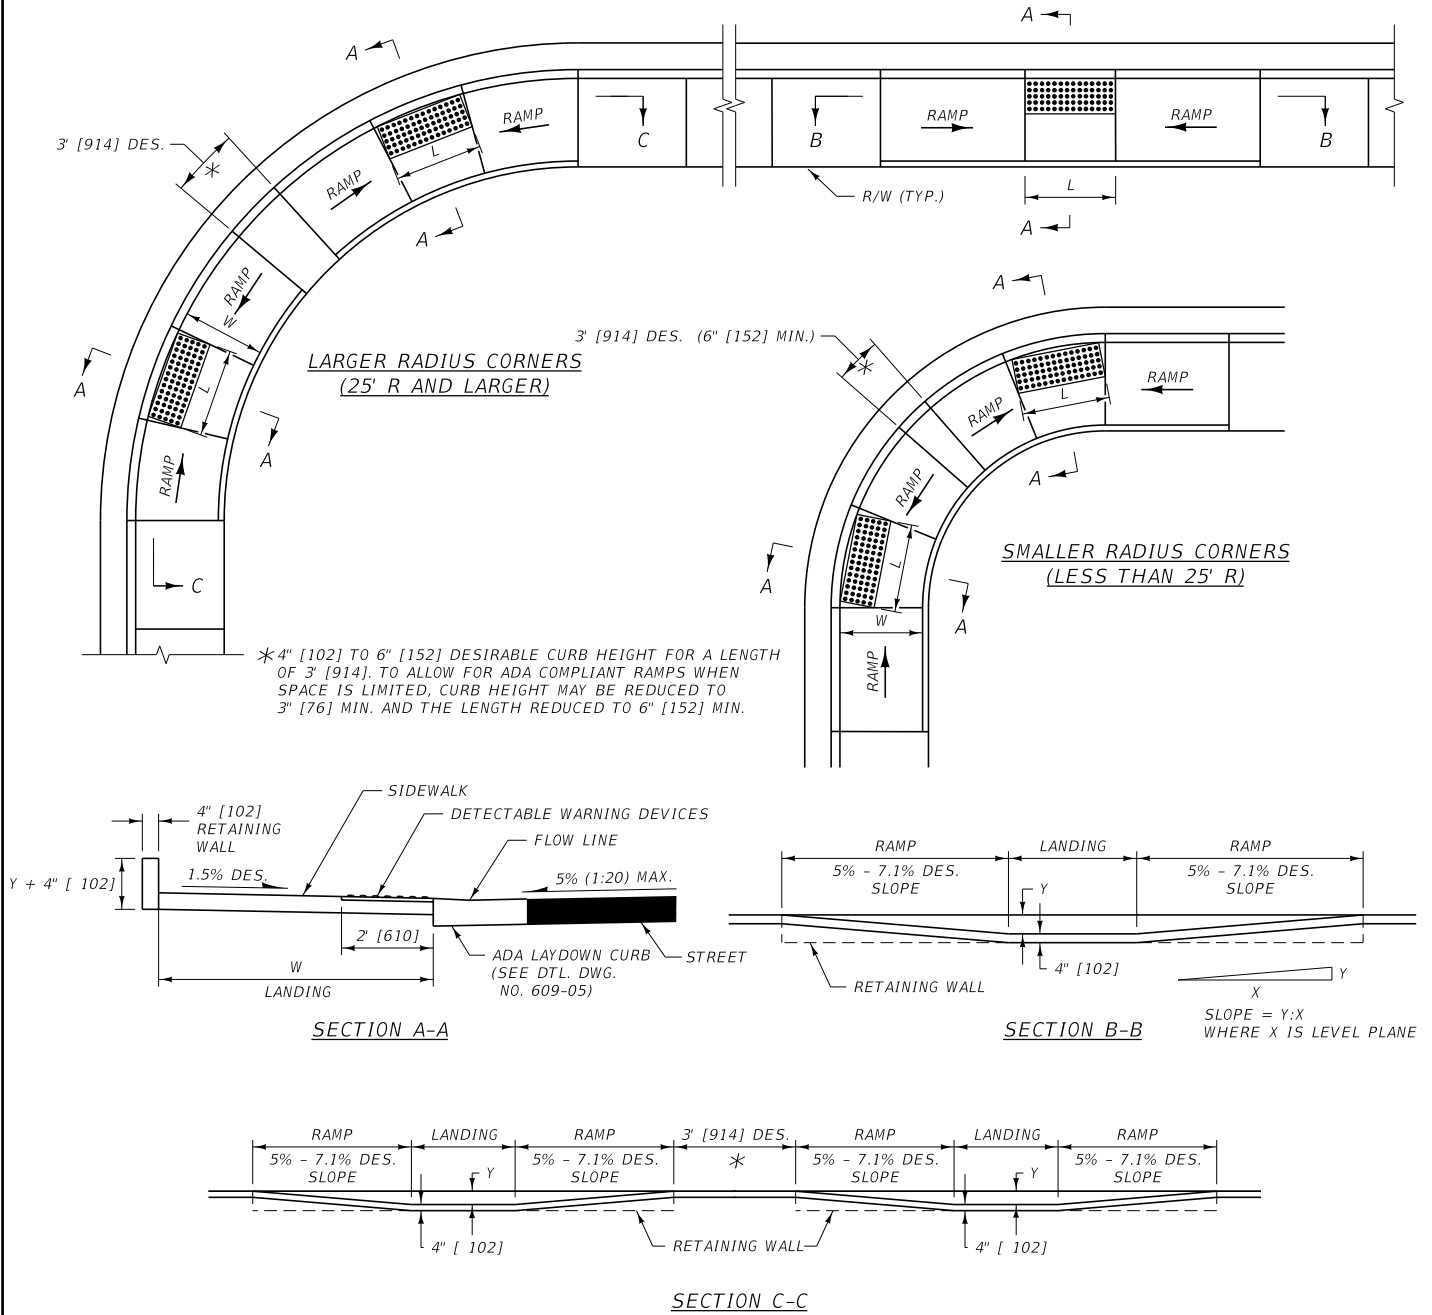 A
A
3' [914] DES.
*
RAMP
L
RAMP
A
C
B
RAMP
RAMP
B
R/W (TYP.)
L
A
A
RAMP
W
L
A
A
RAMP
C
LARGER RADIUS CORNERS
(25' R AND LARGER)
3' [914] DES. (6" [152] MIN.)
*
A
RAMP
L
RAMP
A
RAMP
L
A
A
W
RAMP
SMALLER RADIUS CORNERS
(LESS THAN 25' R)
* 4" [102] TO 6" [152] DESIRABLE CURB HEIGHT FOR A LENGTH
OF 3' [914]. TO ALLOW FOR ADA COMPLIANT RAMPS WHEN
SPACE IS LIMITED, CURB HEIGHT MAY BE REDUCED TO
3" [76] MIN. AND THE LENGTH REDUCED TO 6" [152] MIN.
SIDEWALK
DETECTABLE WARNING DEVICES
FLOW LINE
4" [102]
RETAINING
WALL
Y + 4" [ 102]
1.5% DES.
5% (1:20) MAX.
2' [610]
W
LANDING
ADA LAYDOWN CURB
(SEE DTL. DWG.
NO. 609-05)
STREET
SECTION A-A
RAMP
LANDING
RAMP
5% - 7.1% DES.
SLOPE
Y
5% - 7.1% DES.
SLOPE
4" [102]
RETAINING WALL
Y
X
SLOPE = Y:X
WHERE X IS LEVEL PLANE
SECTION B-B
RAMP
LANDING
RAMP
3' [914] DES.
RAMP
LANDING
RAMP
5% - 7.1% DES.
SLOPE
Y
5% - 7.1% DES.
SLOPE
*
5% - 7.1% DES.
SLOPE
Y
5% - 7.1% DES.
SLOPE
4" [ 102]
RETAINING WALL
4" [ 102]
SECTION C-C